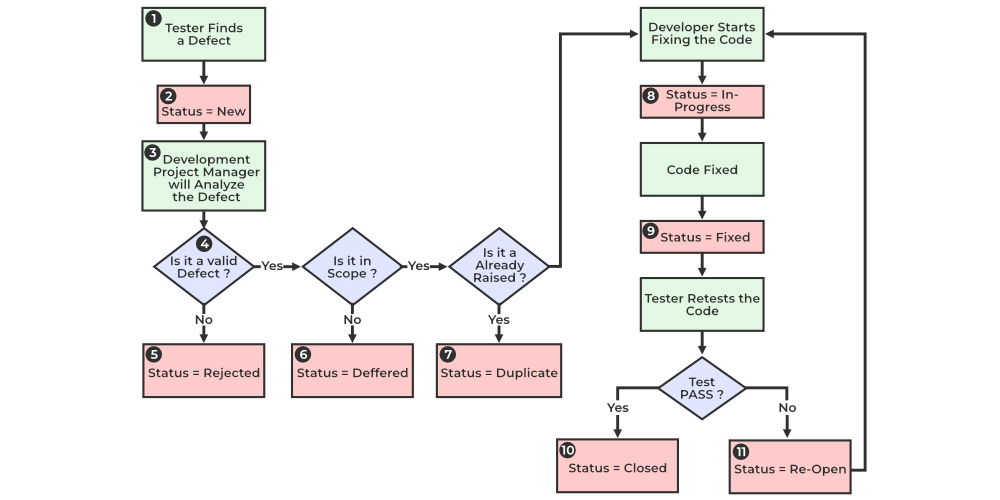 1
Tester Finds
a Defect
2
Status = New
3
Development
Project Manager
will Analyze
the Defect
4
Is it a valid
Defect ?
Yes
Is it in
Scope ?
Yes
Is it a
Already
Raised ?
No
No
Yes
5
Status = Rejected
6
Status = Deffered
7
Status = Duplicate
Developer Starts
Fixing the Code
8
Status = In-
Progress
Code Fixed
9
Status = Fixed
Tester Retests the
Code
Test
PASS ?
Yes
No
10
Status = Closed
11
Status = Re-Open